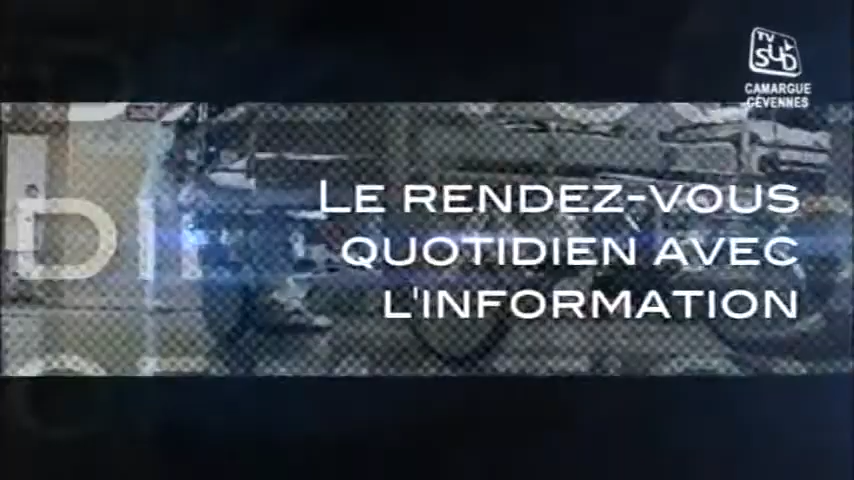 TV
SUD
CAMARGUE
CÉVENNES
LE RENDEZ-VOUS
QUOTIDIEN AVEC
L'INFORMATION